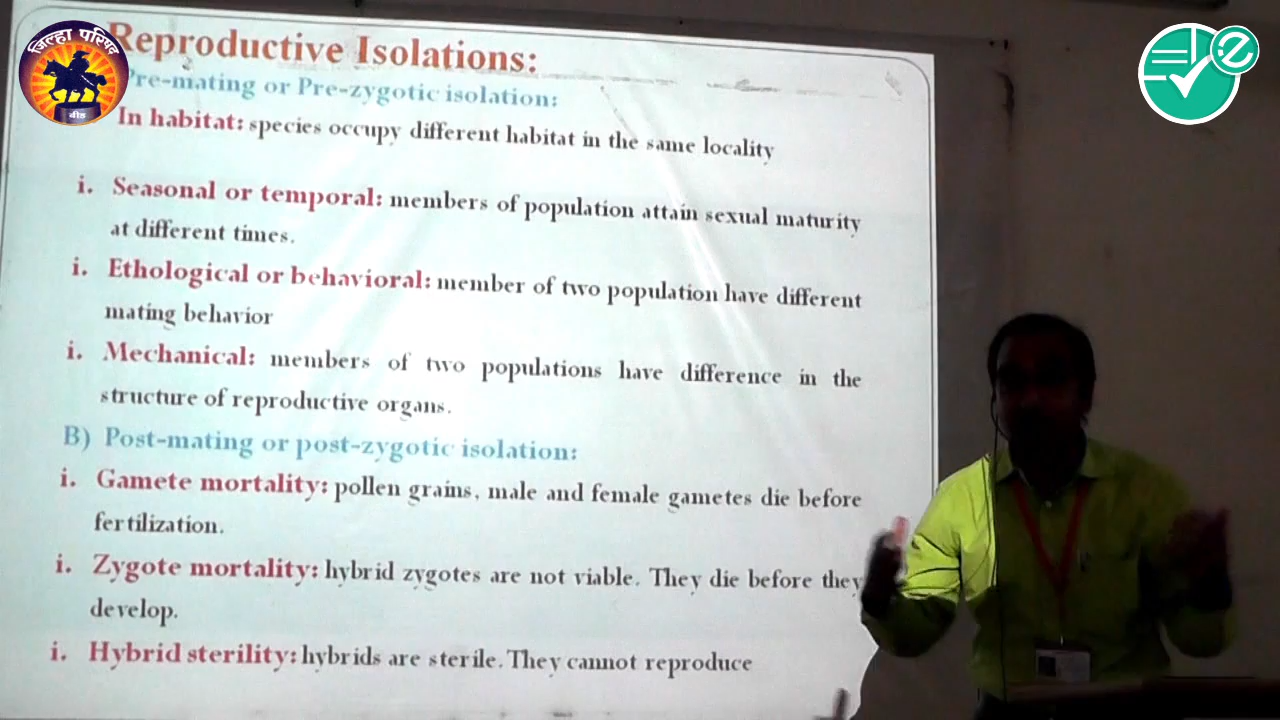 जिल्हा परिषद
बीड
Reproductive Isolations:
Pre-mating or Pre-zygotic isolation:
In habitat: species occupy different habitat in the same locality
i. Seasonal or temporal: members of population attain sexual maturity
at different times.
i. Ethological or behavioral: member of two population have different
mating behavior
i. Mechanical: members of two populations have difference in the
structure of reproductive organs.
B) Post-mating or post-zygotic isolation:
i. Gamete mortality: pollen grains, male and female gametes die before
fertilization.
i. Zygote mortality: hybrid zygotes are not viable. They die before they
develop.
i. Hybrid sterility: hybrids are sterile. They cannot reproduce